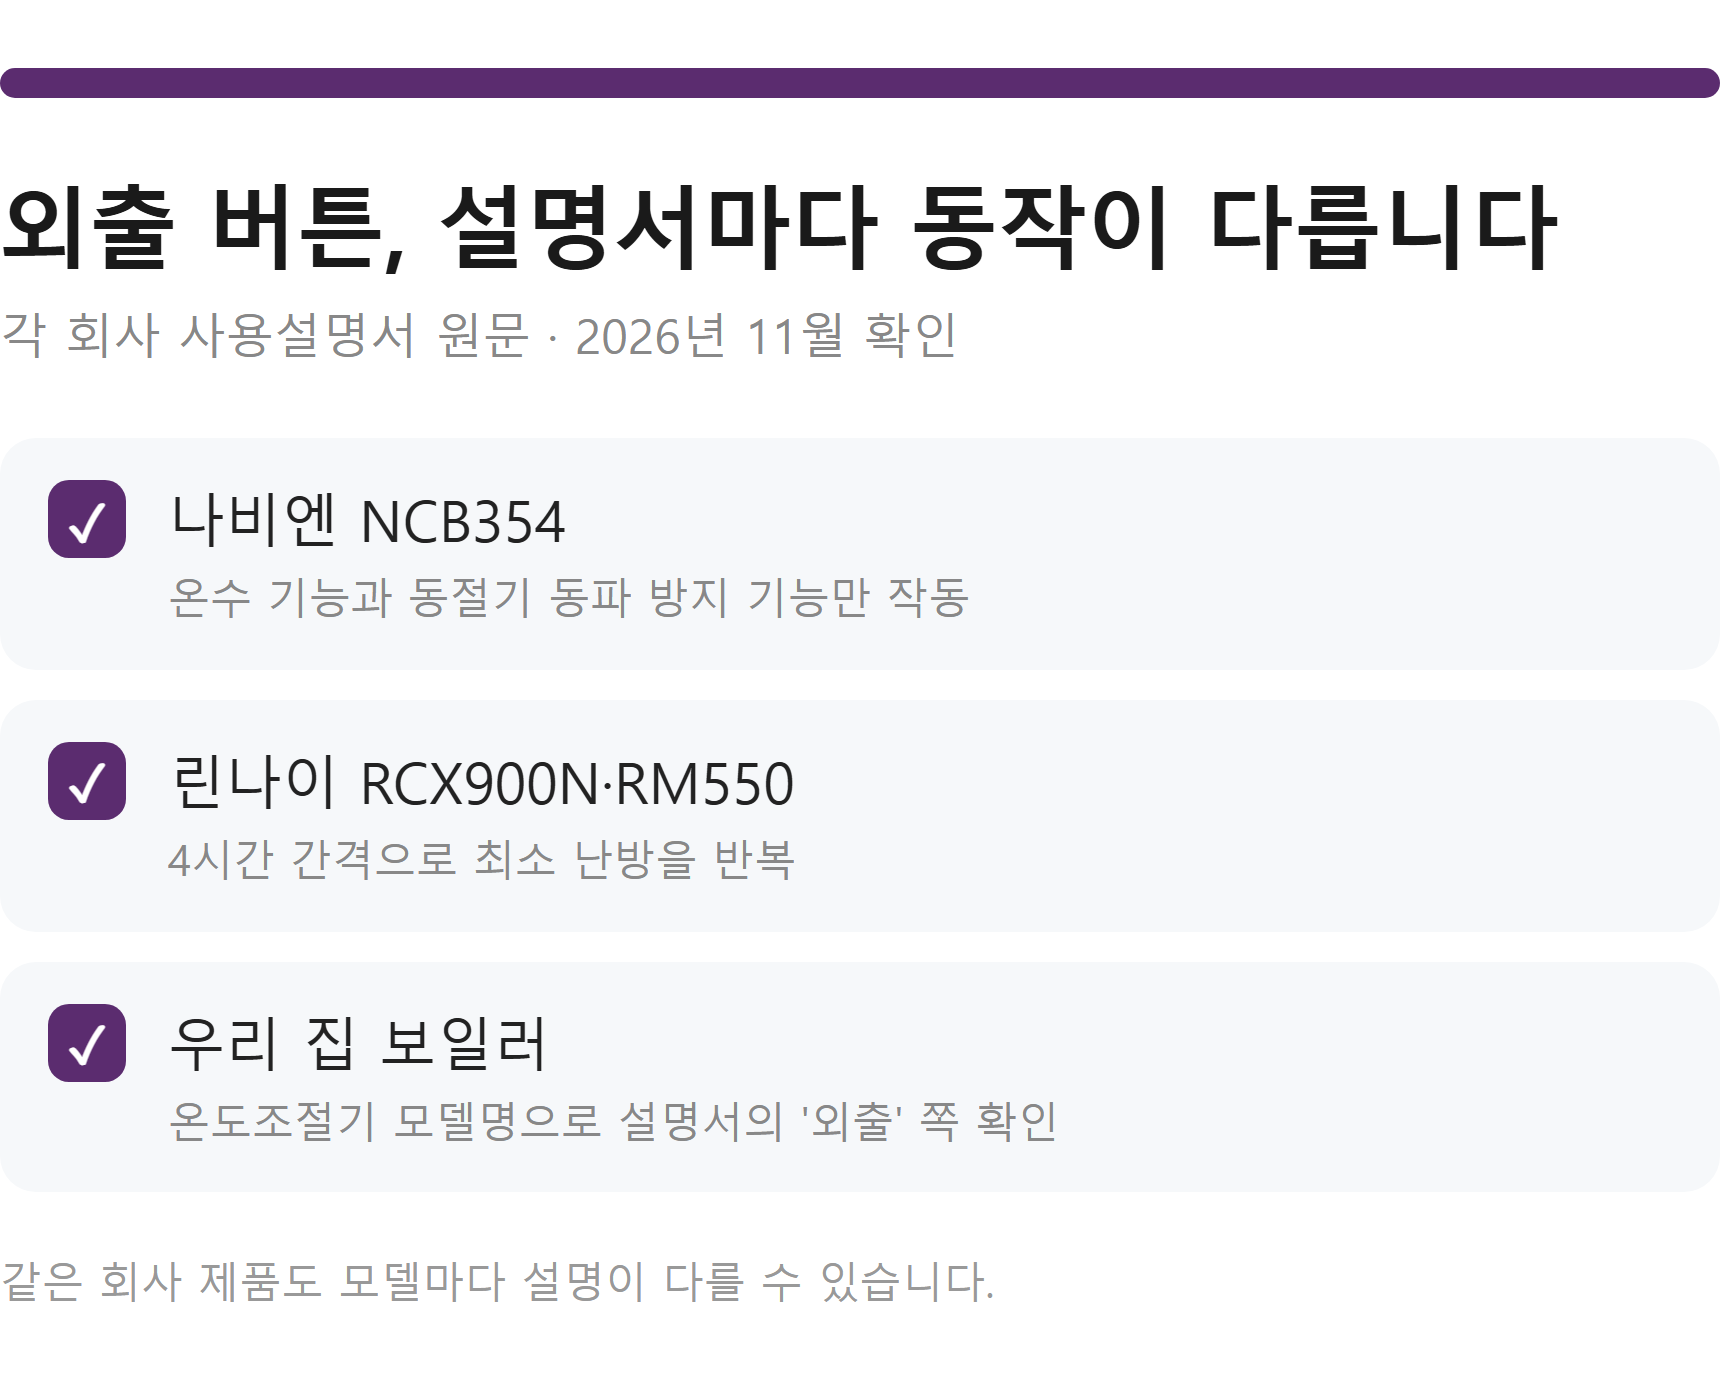 외출 버튼, 설명서마다 동작이 다릅니다
각 회사 사용설명서 원문 · 2026년 11월 확인
나비엔 NCB354
온수 기능과 동절기 동파 방지 기능만 작동
린나이 RCX900N·RM550
4시간 간격으로 최소 난방을 반복
우리 집 보일러
온도조절기 모델명으로 설명서의 '외출' 쪽 확인
같은 회사 제품도 모델마다 설명이 다를 수 있습니다.